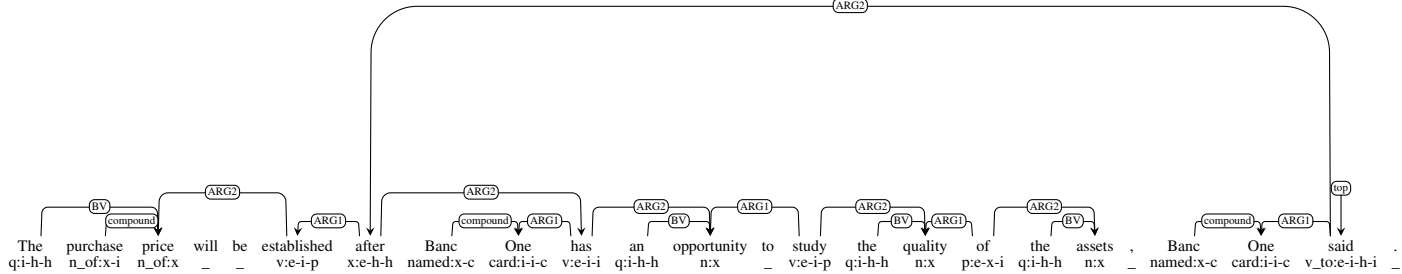 ARG2
top
BV ARG2 ARG2 ARG2 ARG1 ARG2 ARG2
compound ARG1 compound ARG1 BV BV ARG1 BV compound ARG1
The purchase price will be established after Banc One has an opportunity to study the quality of the assets , Banc One said .
q:i-h-h n_of:x-i n_of:x _ _ v:e-i-p x:e-h-h named:x-c card:i-i-c v:e-i-i q:i-h-h n:x _ v:e-i-p q:i-h-h n:x p:e-x-i q:i-h-h n:x _ named:x-c card:i-i-c v_to:e-i-h-i _